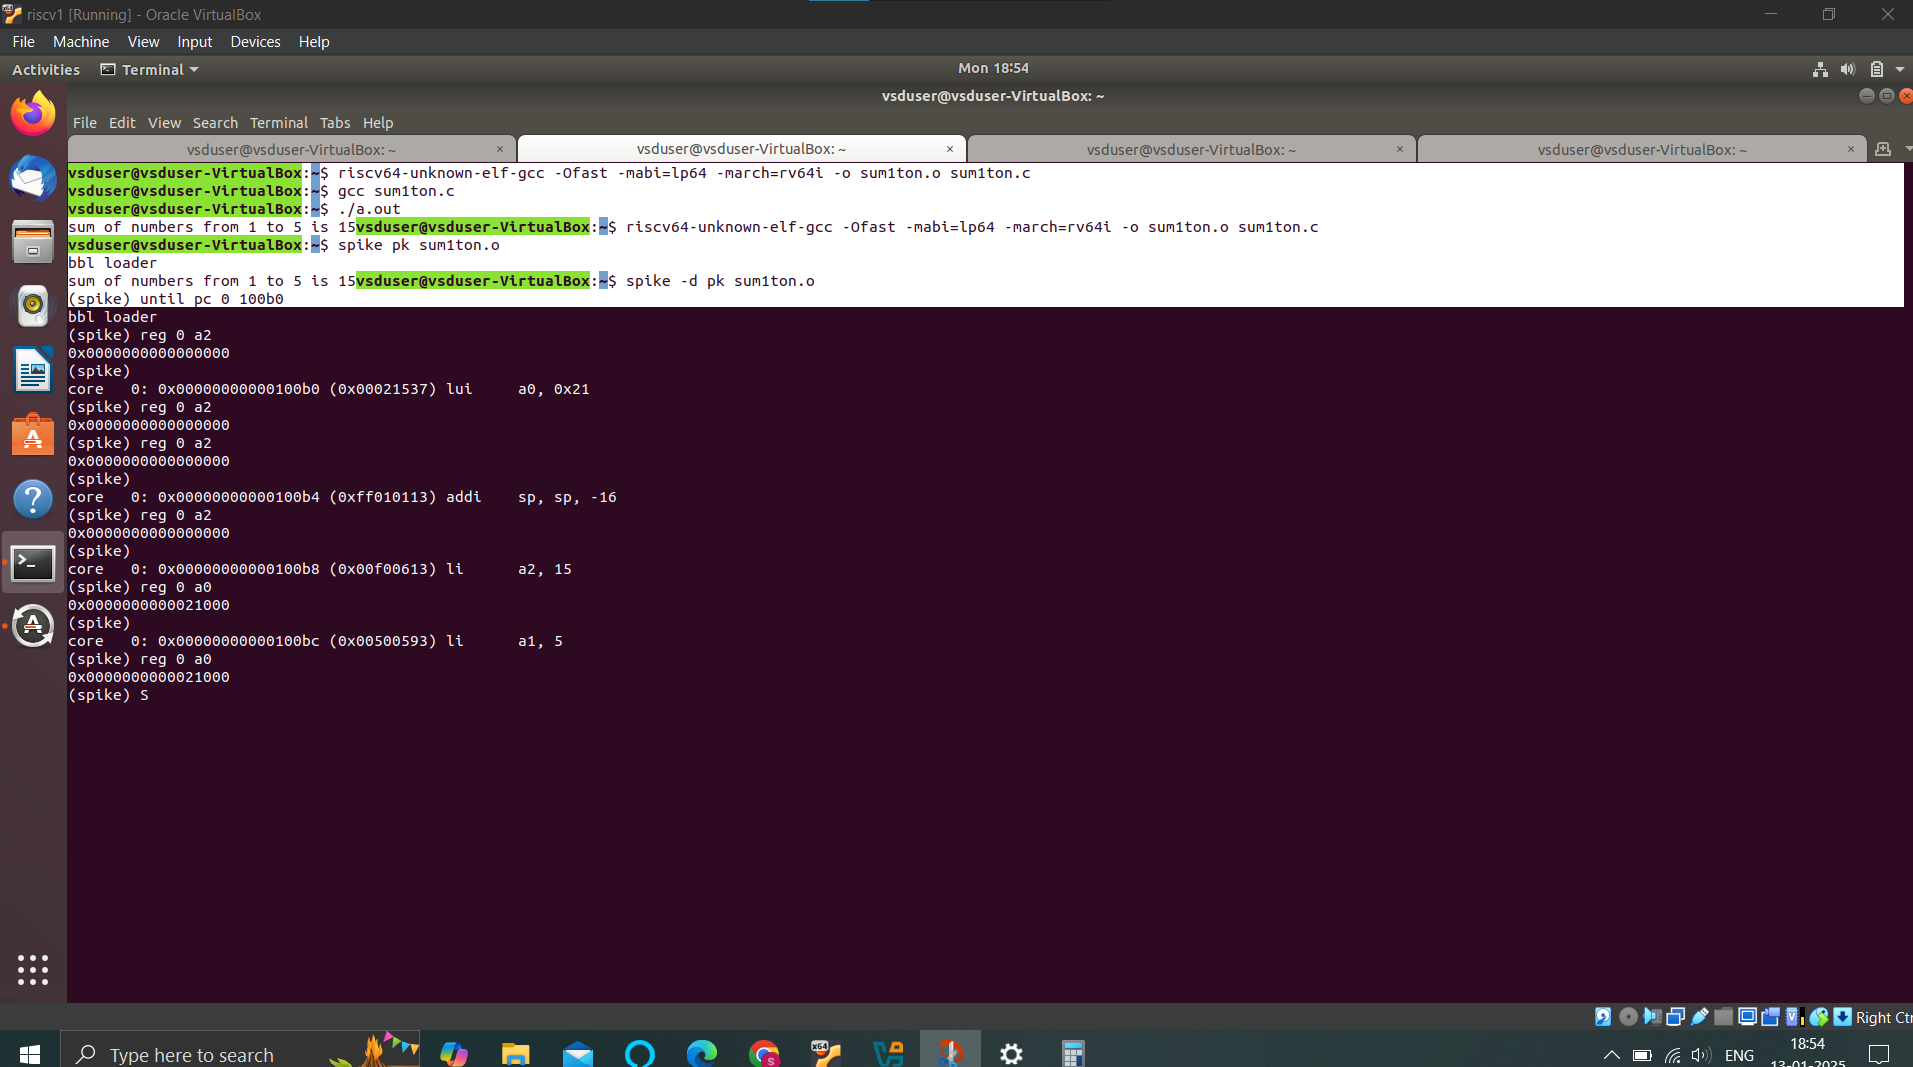 riscv1 [Running] - Oracle VirtualBox
File Machine View Input Devices Help
Activities Terminal Mon 18:54
vsduser@vsduser-VirtualBox: ~
File Edit View Search Terminal Tabs Help
vsduser@vsduser-VirtualBox: ~ × vsduser@vsduser-VirtualBox: ~ × vsduser@vsduser-VirtualBox: ~ × vsduser@vsduser-VirtualBox: ~ ×
vsduser@vsduser-VirtualBox:~$ riscv64-unknown-elf-gcc -Ofast -mabi=lp64 -march=rv64i -o sum1ton.o sum1ton.c
vsduser@vsduser-VirtualBox:~$ gcc sum1ton.c
vsduser@vsduser-VirtualBox:~$ ./a.out
sum of numbers from 1 to 5 is 15vsduser@vsduser-VirtualBox:~$ riscv64-unknown-elf-gcc -Ofast -mabi=lp64 -march=rv64i -o sum1ton.o sum1ton.c
vsduser@vsduser-VirtualBox:~$ spike pk sum1ton.o
bbl loader
sum of numbers from 1 to 5 is 15vsduser@vsduser-VirtualBox:~$ spike -d pk sum1ton.o
(spike) until pc 0 100b0
bbl loader
(spike) reg 0 a2
0x0000000000000000
(spike)
core   0: 0x00000000000100b0 (0x00021537) lui     a0, 0x21
(spike) reg 0 a2
0x0000000000000000
(spike) reg 0 a2
0x0000000000000000
(spike)
core   0: 0x00000000000100b4 (0xff010113) addi    sp, sp, -16
(spike) reg 0 a2
0x0000000000000000
(spike)
core   0: 0x00000000000100b8 (0x00f00613) li      a2, 15
(spike) reg 0 a0
0x0000000000021000
(spike)
core   0: 0x00000000000100bc (0x00500593) li      a1, 5
(spike) reg 0 a0
0x0000000000021000
(spike) S
Right Ctr
Type here to search
x64
ENG
18:54
13-01-2025